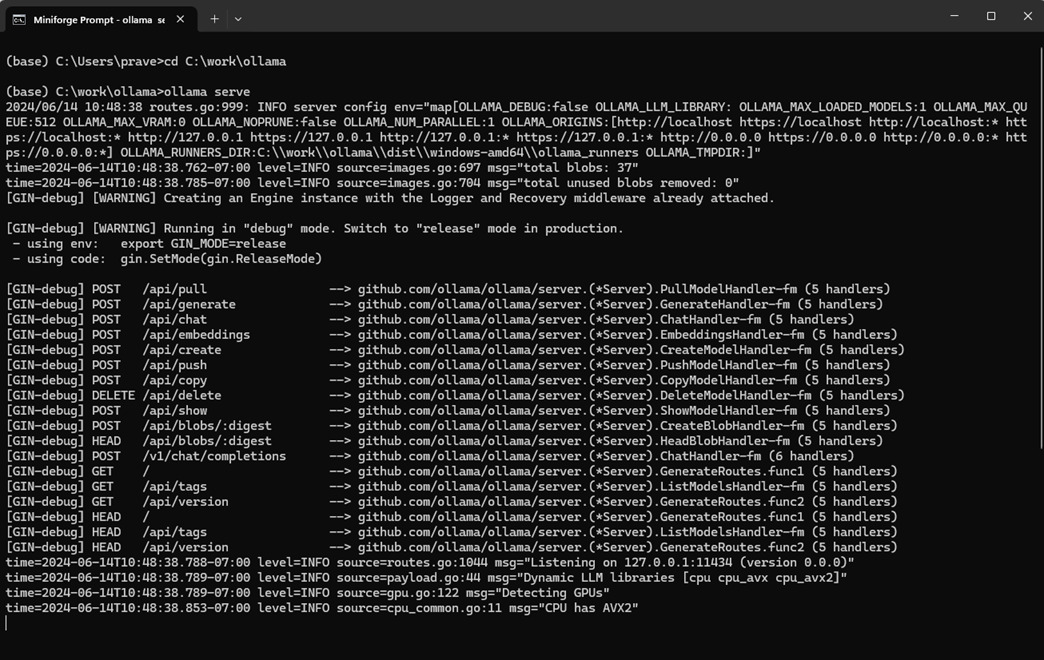 Miniforge Prompt - ollama se
(base) C:\Users\prave>cd C:\work\ollama
(base) C:\work\ollama>ollama serve
2024/06/14 10:48:38 routes.go:999: INFO server config env="map[OLLAMA_DEBUG:false OLLAMA_LLM_LIBRARY: OLLAMA_MAX_LOADED_MODELS:1 OLLAMA_MAX_QU
EUE:512 OLLAMA_MAX_VRAM:0 OLLAMA_NOPRUNE:false OLLAMA_NUM_PARALLEL:1 OLLAMA_ORIGINS:[http://localhost https://localhost http://localhost:* htt
ps://localhost:* http://127.0.0.1 https://127.0.0.1 http://127.0.0.1:* https://127.0.0.1:* http://0.0.0.0 https://0.0.0.0 http://0.0.0.0:* htt
ps://0.0.0.0:*] OLLAMA_RUNNERS_DIR:C:\\work\\ollama\\dist\\windows-amd64\\ollama_runners OLLAMA_TMPDIR:]"
time=2024-06-14T10:48:38.762-07:00 level=INFO source=images.go:697 msg="total blobs: 37"
time=2024-06-14T10:48:38.785-07:00 level=INFO source=images.go:704 msg="total unused blobs removed: 0"
[GIN-debug] [WARNING] Creating an Engine instance with the Logger and Recovery middleware already attached.
[GIN-debug] [WARNING] Running in "debug" mode. Switch to "release" mode in production.
- using env: export GIN_MODE=release
- using code: gin.SetMode(gin.ReleaseMode)
[GIN-debug] POST /api/pull --> github.com/ollama/ollama/server.(*Server).PullModelHandler-fm (5 handlers)
[GIN-debug] POST /api/generate --> github.com/ollama/ollama/server.(*Server).GenerateHandler-fm (5 handlers)
[GIN-debug] POST /api/chat --> github.com/ollama/ollama/server.(*Server).ChatHandler-fm (5 handlers)
[GIN-debug] POST /api/embeddings --> github.com/ollama/ollama/server.(*Server).EmbeddingsHandler-fm (5 handlers)
[GIN-debug] POST /api/create --> github.com/ollama/ollama/server.(*Server).CreateModelHandler-fm (5 handlers)
[GIN-debug] POST /api/push --> github.com/ollama/ollama/server.(*Server).PushModelHandler-fm (5 handlers)
[GIN-debug] POST /api/copy --> github.com/ollama/ollama/server.(*Server).CopyModelHandler-fm (5 handlers)
[GIN-debug] DELETE /api/delete --> github.com/ollama/ollama/server.(*Server).DeleteModelHandler-fm (5 handlers)
[GIN-debug] POST /api/show --> github.com/ollama/ollama/server.(*Server).ShowModelHandler-fm (5 handlers)
[GIN-debug] POST /api/blobs/:digest --> github.com/ollama/ollama/server.(*Server).CreateBlobHandler-fm (5 handlers)
[GIN-debug] HEAD /api/blobs/:digest --> github.com/ollama/ollama/server.(*Server).HeadBlobHandler-fm (5 handlers)
[GIN-debug] POST /v1/chat/completions --> github.com/ollama/ollama/server.(*Server).ChatHandler-fm (6 handlers)
[GIN-debug] GET / --> github.com/ollama/ollama/server.(*Server).GenerateRoutes.func1 (5 handlers)
[GIN-debug] GET /api/tags --> github.com/ollama/ollama/server.(*Server).ListModelsHandler-fm (5 handlers)
[GIN-debug] GET /api/version --> github.com/ollama/ollama/server.(*Server).GenerateRoutes.func2 (5 handlers)
[GIN-debug] HEAD / --> github.com/ollama/ollama/server.(*Server).GenerateRoutes.func1 (5 handlers)
[GIN-debug] HEAD /api/tags --> github.com/ollama/ollama/server.(*Server).ListModelsHandler-fm (5 handlers)
[GIN-debug] HEAD /api/version --> github.com/ollama/ollama/server.(*Server).GenerateRoutes.func2 (5 handlers)
time=2024-06-14T10:48:38.788-07:00 level=INFO source=routes.go:1044 msg="Listening on 127.0.0.1:11434 (version 0.0.0)"
time=2024-06-14T10:48:38.789-07:00 level=INFO source=payload.go:44 msg="Dynamic LLM libraries [cpu cpu_avx cpu_avx2]"
time=2024-06-14T10:48:38.789-07:00 level=INFO source=gpu.go:122 msg="Detecting GPUs"
time=2024-06-14T10:48:38.853-07:00 level=INFO source=cpu_common.go:11 msg="CPU has AVX2"